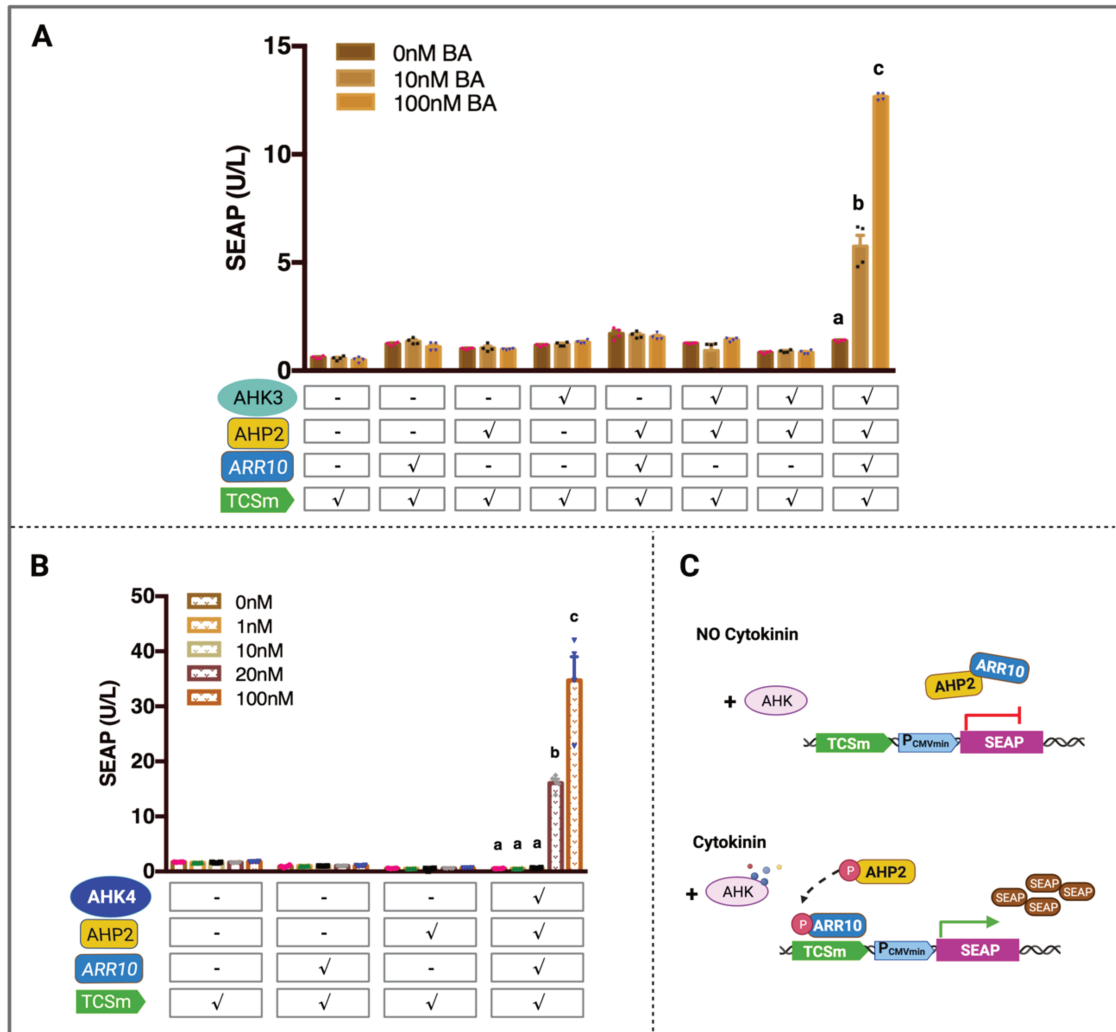 A
15
10
5
0
SEAP (U/L)
0nM BA
10nM BA
100nM BA
a
b
c
AHK3 - - - √ - √ √ √
AHP2 - - √ - √ √ √ √
ARR10 - √ - - √ - - √
TCSm √ √ √ √ √ √ √ √
B
50
40
30
20
10
0
SEAP (U/L)
0nM
1nM
10nM
20nM
100nM
a a a
b
c
AHK4 - - - √
AHP2 - - √ √
ARR10 - √ - √
TCSm √ √ √ √
C
NO Cytokinin
+ AHK
AHP2
ARR10
TCSm PCMVmin SEAP
Cytokinin
+ AHK
P AHP2
P ARR10
SEAP
SEAP
SEAP
SEAP
TCSm PCMVmin SEAP